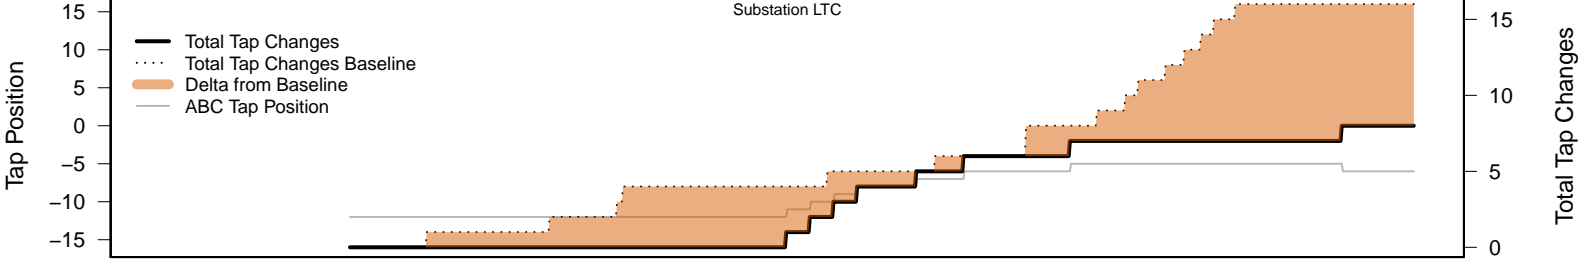 Substation LTC
Total Tap Changes
Total Tap Changes Baseline
Delta from Baseline
ABC Tap Position
Tap Position
15
10
5
0
−5
−10
−15
15
10
5
0
Total Tap Changes